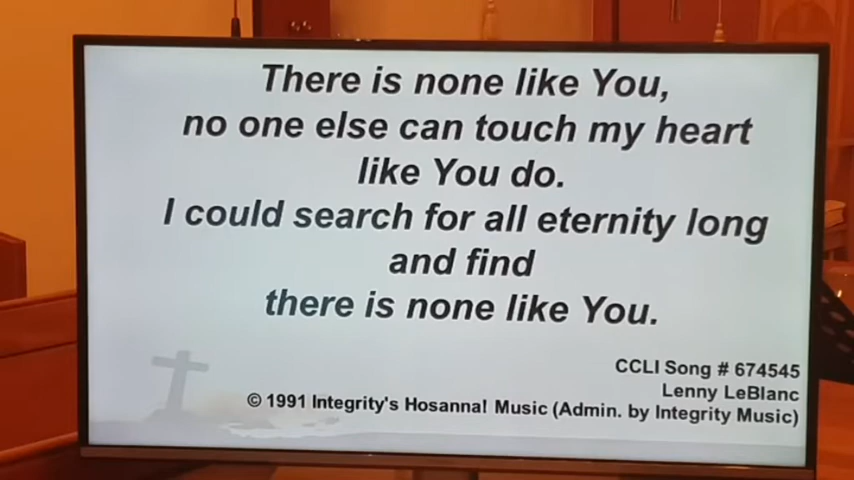 There is none like You,
no one else can touch my heart
like You do.
I could search for all eternity long
and find
there is none like You.
CCLI Song # 674545
Lenny LeBlanc
© 1991 Integrity's Hosanna! Music (Admin. by Integrity Music)